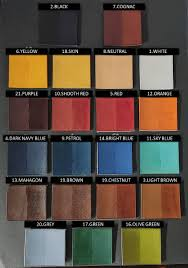 2.BLACK 7.COGNAC
6.YELLOW 18.SKIN 8.NEUTRAL 1.WHITE
21.PURPLE 10.SHOOTH RED 5.RED 12.ORANGE
4.DARK NAVY BLUE 9.PETROL 3.BRIGHT BLUE 11.SKY BLUE
13.MAHAGON 19.BROWN 19.CHESTNUT 3.LIGHT BROWN
20.GREY 17.GREEN 16.OLIVE GREEN